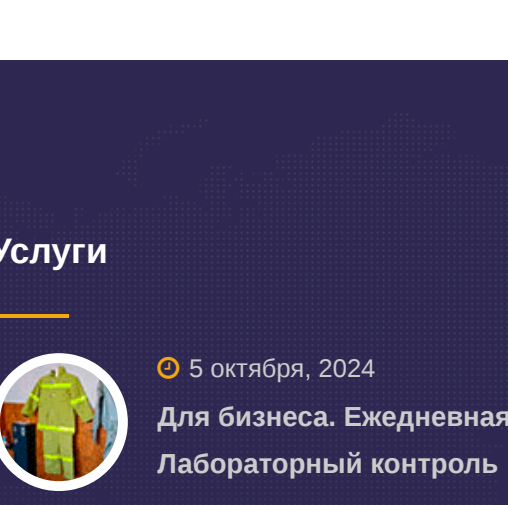 Услуги
5 октября, 2024
Для бизнеса. Ежедневная
Лабораторный контроль